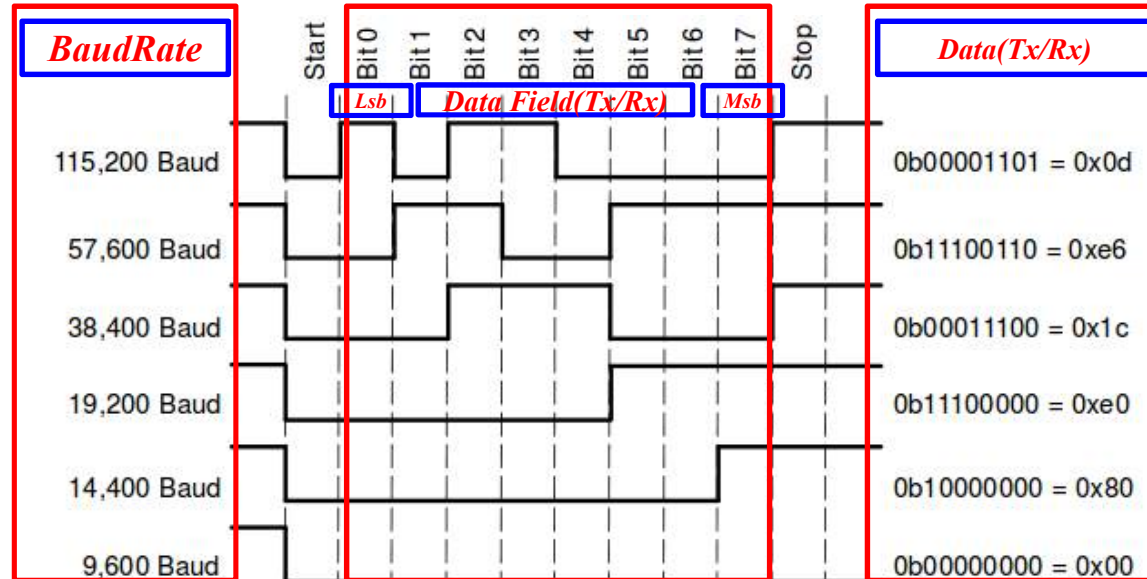 BaudRate
Start
Bit 0
Bit 1
Bit 2
Bit 3
Bit 4
Bit 5
Bit 6
Bit 7
Stop
Data(Tx/Rx)
Lsb
Data Field(Tx/Rx)
Msb
115,200 Baud
0b00001101 = 0x0d
57,600 Baud
0b11100110 = 0xe6
38,400 Baud
0b00011100 = 0x1c
19,200 Baud
0b11100000 = 0xe0
14,400 Baud
0b10000000 = 0x80
9,600 Baud
0b00000000 = 0x00